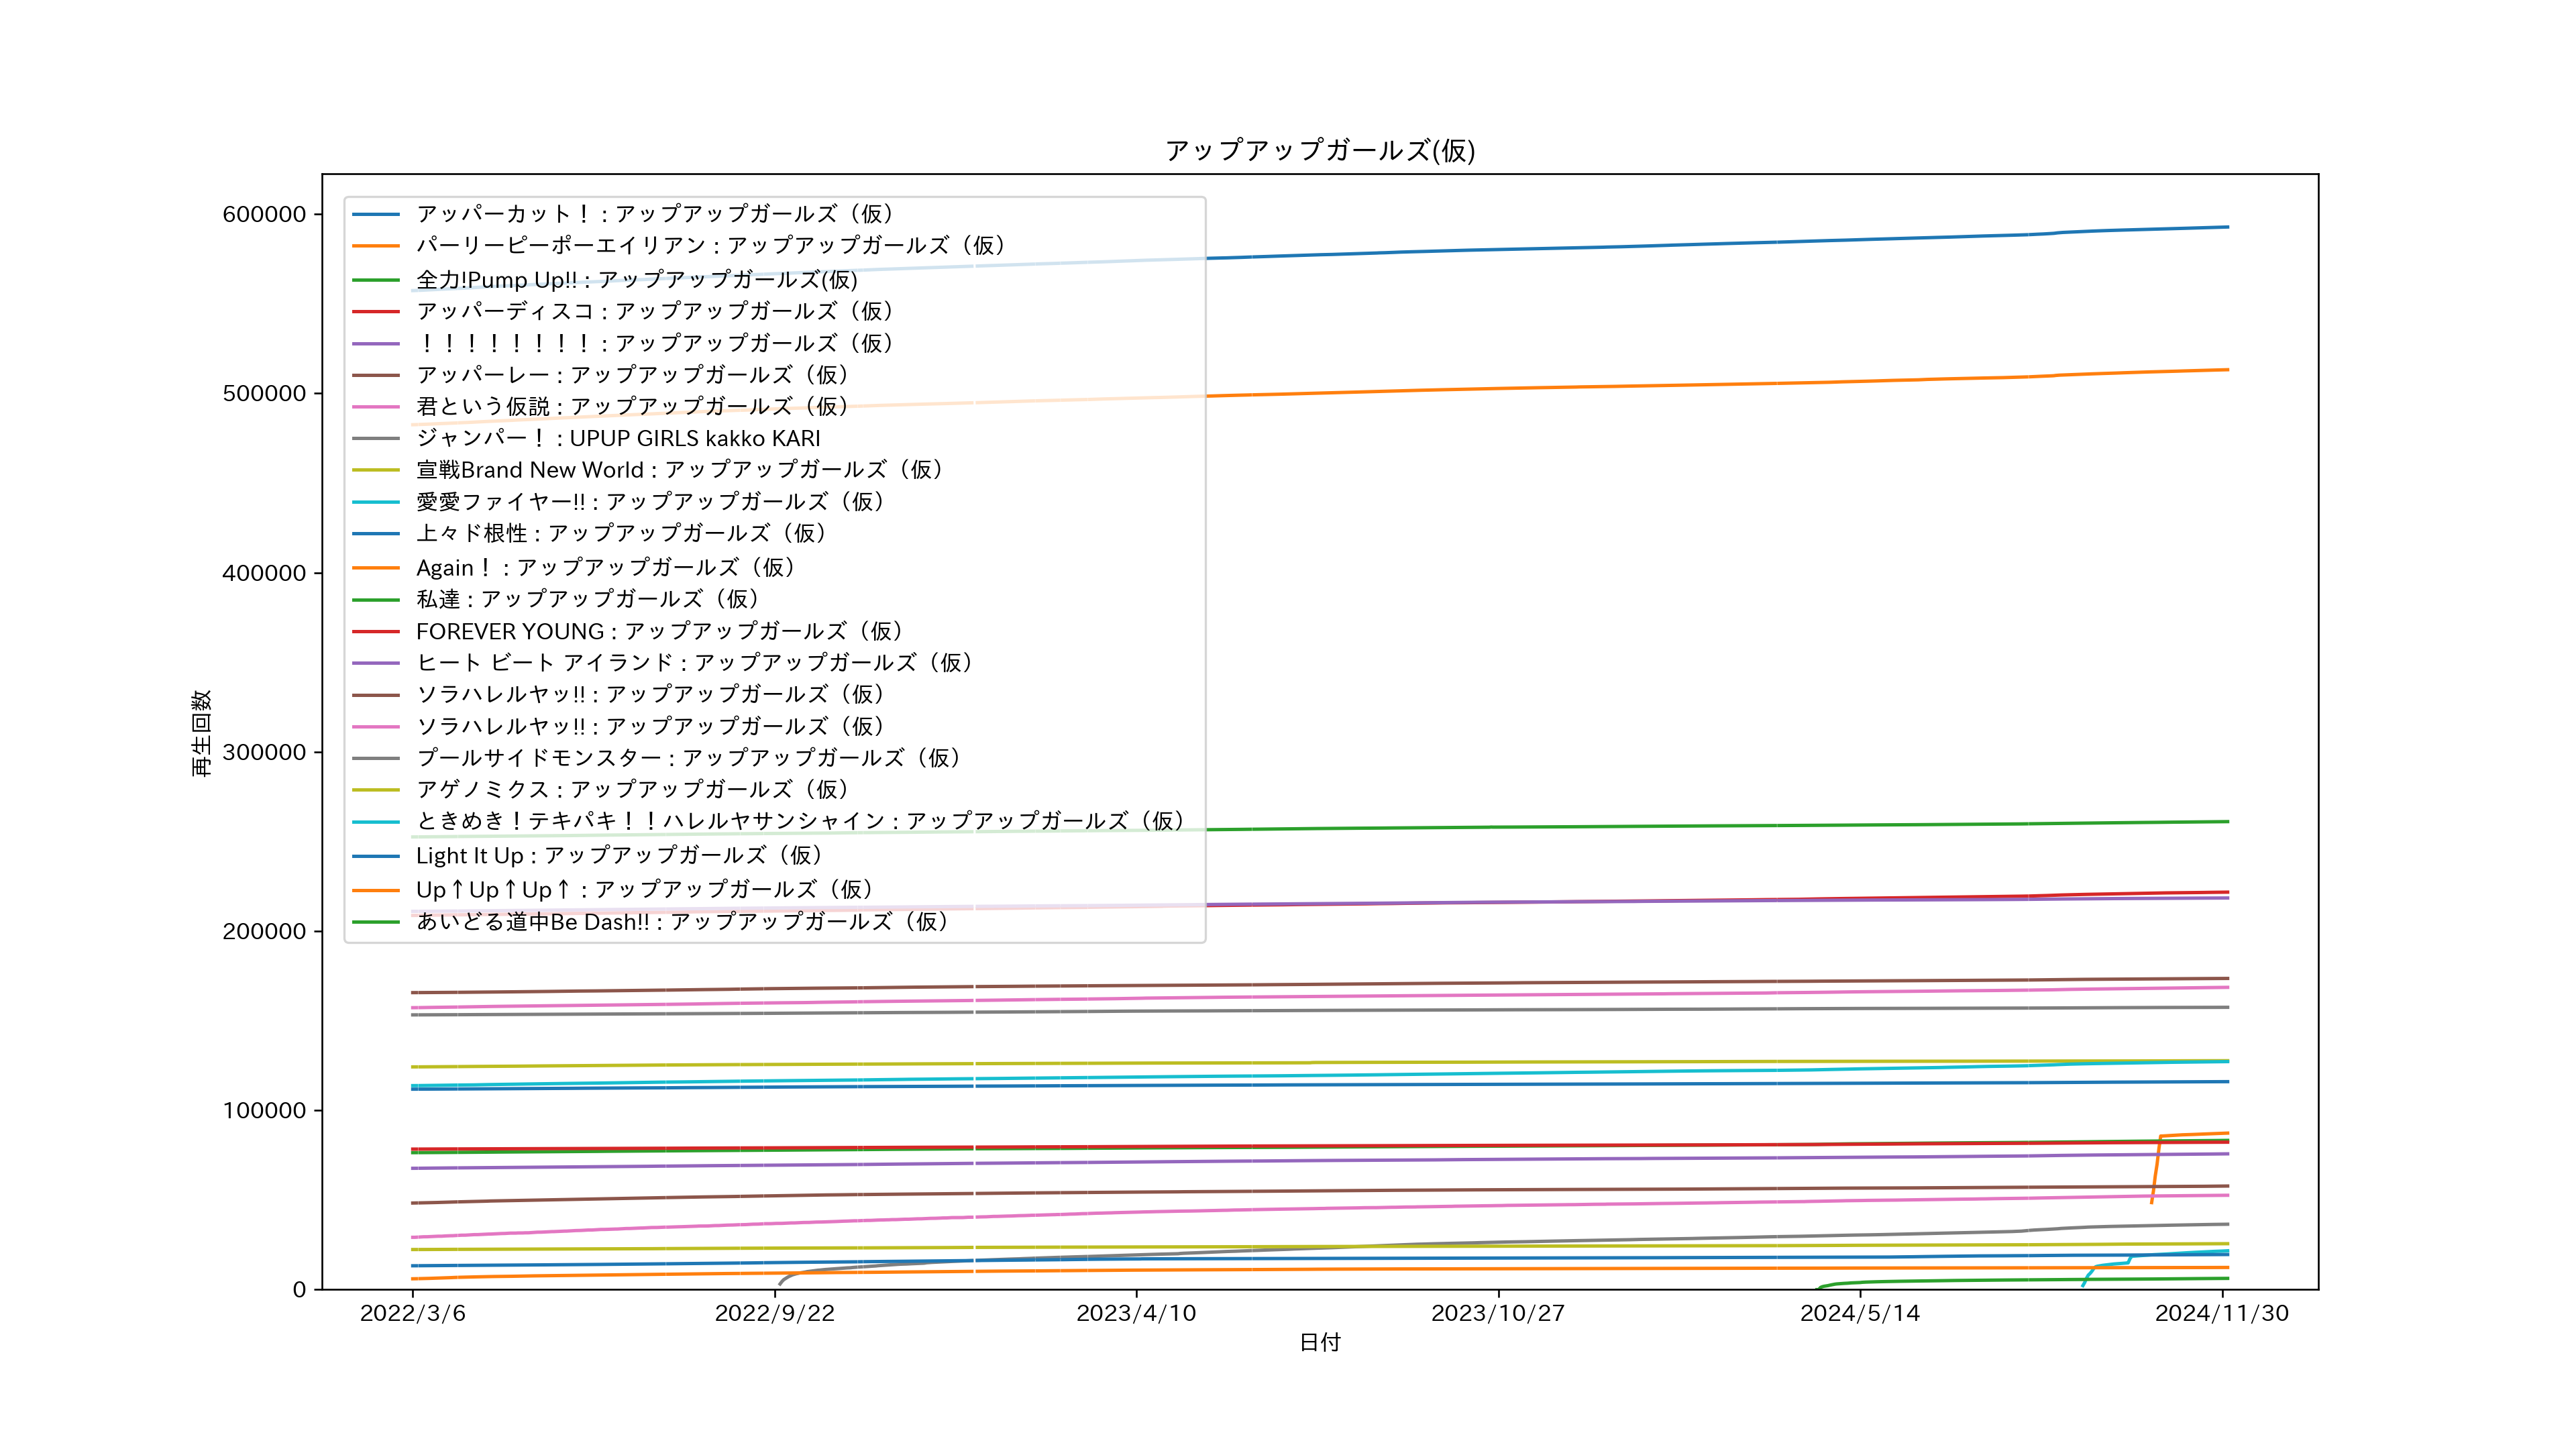 アップアップガールズ(仮)
600000
500000
400000
300000
200000
100000
0
再生回数
アッパーカット！ : アップアップガールズ（仮）
パーリーピーポーエイリアン : アップアップガールズ（仮）
全力!Pump Up!! : アップアップガールズ(仮)
アッパーディスコ : アップアップガールズ（仮）
！！！！！！！！ : アップアップガールズ（仮）
アッパーレー : アップアップガールズ（仮）
君という仮説 : アップアップガールズ（仮）
ジャンパー！ : UPUP GIRLS kakko KARI
宣戦Brand New World : アップアップガールズ（仮）
愛愛ファイヤー!! : アップアップガールズ（仮）
上々ド根性 : アップアップガールズ（仮）
Again！ : アップアップガールズ（仮）
私達 : アップアップガールズ（仮）
FOREVER YOUNG : アップアップガールズ（仮）
ヒート ビート アイランド : アップアップガールズ（仮）
ソラハレルヤッ!! : アップアップガールズ（仮）
ソラハレルヤッ!! : アップアップガールズ（仮）
プールサイドモンスター : アップアップガールズ（仮）
アゲノミクス : アップアップガールズ（仮）
ときめき！テキパキ！！ハレルヤサンシャイン : アップアップガールズ（仮）
Light It Up : アップアップガールズ（仮）
Up↑Up↑Up↑ : アップアップガールズ（仮）
あいどる道中Be Dash!! : アップアップガールズ（仮）
2022/3/6
2022/9/22
2023/4/10
2023/10/27
2024/5/14
2024/11/30
日付